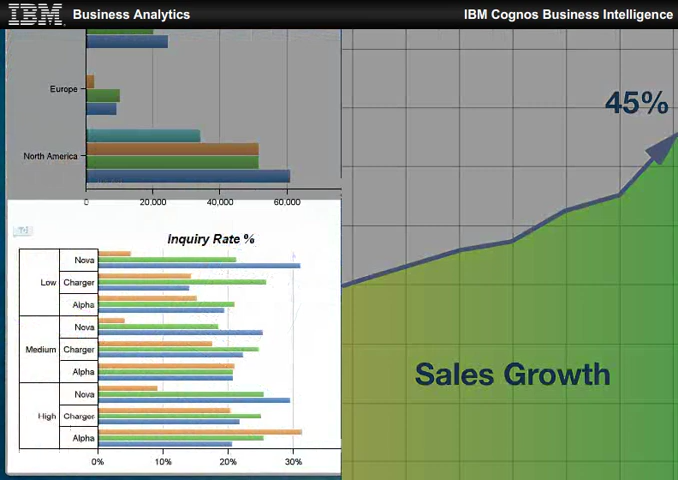 IBM Business Analytics
IBM Cognos Business Intelligence
Europe
North America
0 20,000 40,000 60,000
Inquiry Rate %
Low
Nova
Charger
Alpha
Medium
Nova
Charger
Alpha
High
Nova
Charger
Alpha
0% 10% 20% 30%
45%
Sales Growth